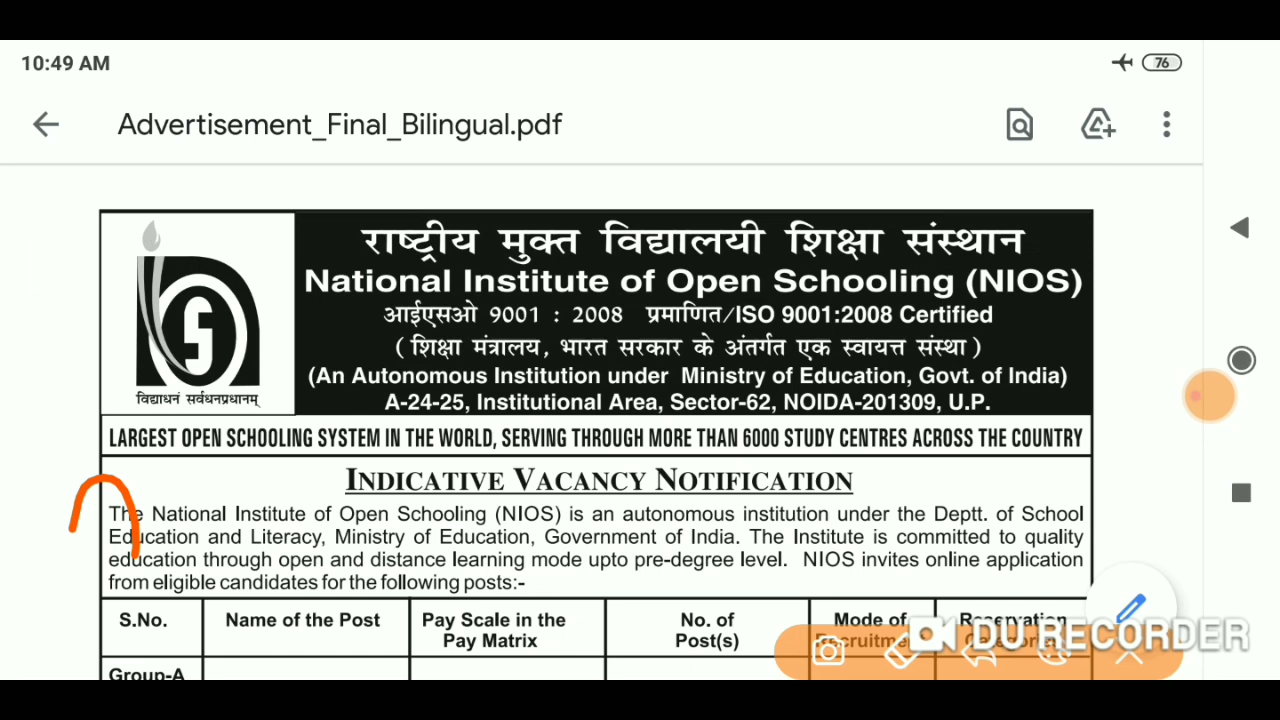 10:49 AM
76
Advertisement_Final_Bilingual.pdf
राष्ट्रीय मुक्त विद्यालयी शिक्षा संस्थान
National Institute of Open Schooling (NIOS)
आईएसओ 9001 : 2008 प्रमाणित/ISO 9001:2008 Certified
( शिक्षा मंत्रालय, भारत सरकार के अंतर्गत एक स्वायत्त संस्था )
(An Autonomous Institution under Ministry of Education, Govt. of India)
विद्याधनं सर्वधनप्रधानम्
A-24-25, Institutional Area, Sector-62, NOIDA-201309, U.P.
LARGEST OPEN SCHOOLING SYSTEM IN THE WORLD, SERVING THROUGH MORE THAN 6000 STUDY CENTRES ACROSS THE COUNTRY
INDICATIVE VACANCY NOTIFICATION
The National Institute of Open Schooling (NIOS) is an autonomous institution under the Deptt. of School
Education and Literacy, Ministry of Education, Government of India. The Institute is committed to quality
education through open and distance learning mode upto pre-degree level. NIOS invites online application
from eligible candidates for the following posts:-
S.No. Name of the Post Pay Scale in the Pay Matrix No. of Post(s) Mode of Recruitment Reservation Categories
Group-A
DU RECORDER